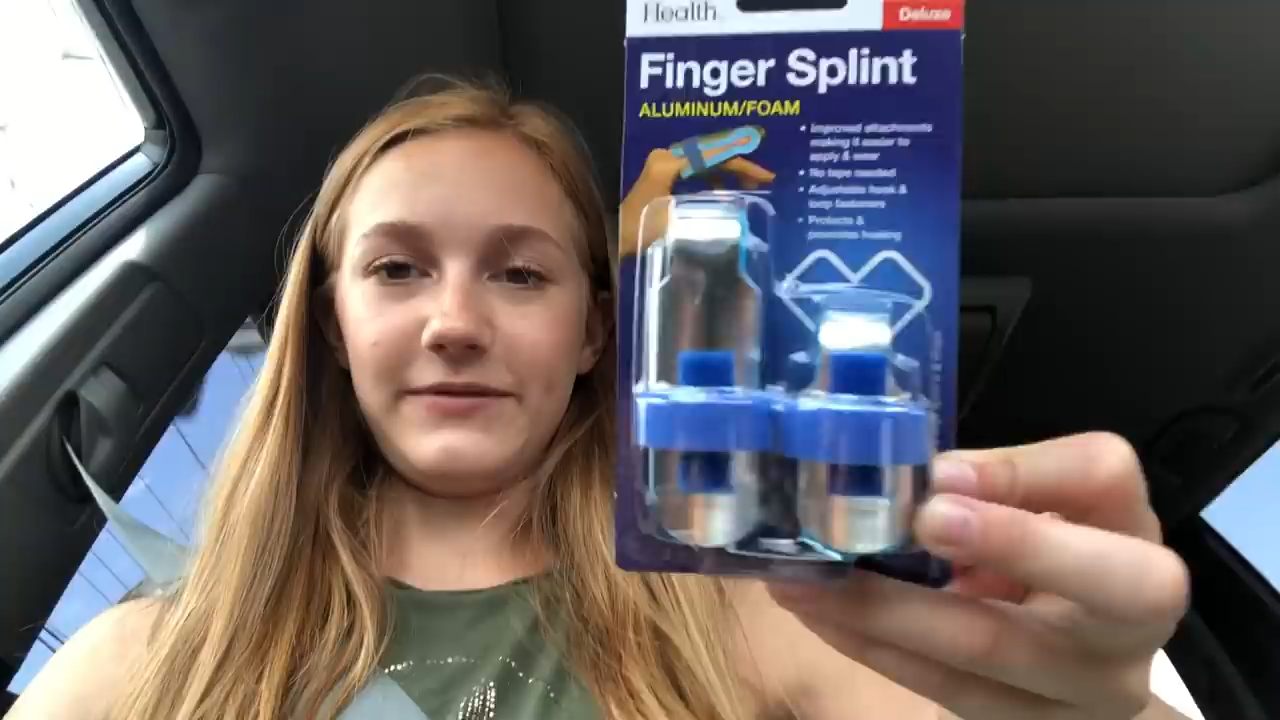 Health
Deluxe
Finger Splint
ALUMINUM/FOAM
• Improved attachments
making it easier to
apply & wear
• No tape needed
• Adjustable hook &
loop fasteners
• Protects &
promotes healing